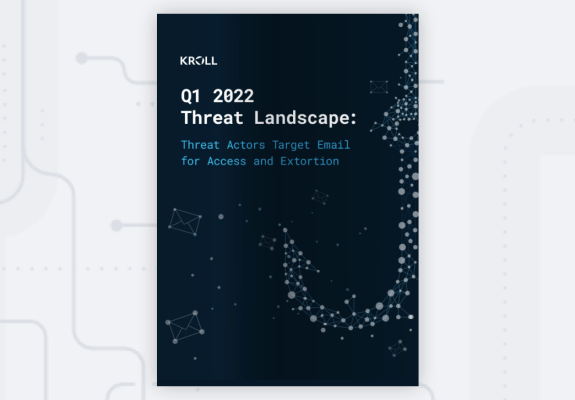 KROLL
Q1 2022
Threat Landscape:
Threat Actors Target Email
for Access and Extortion